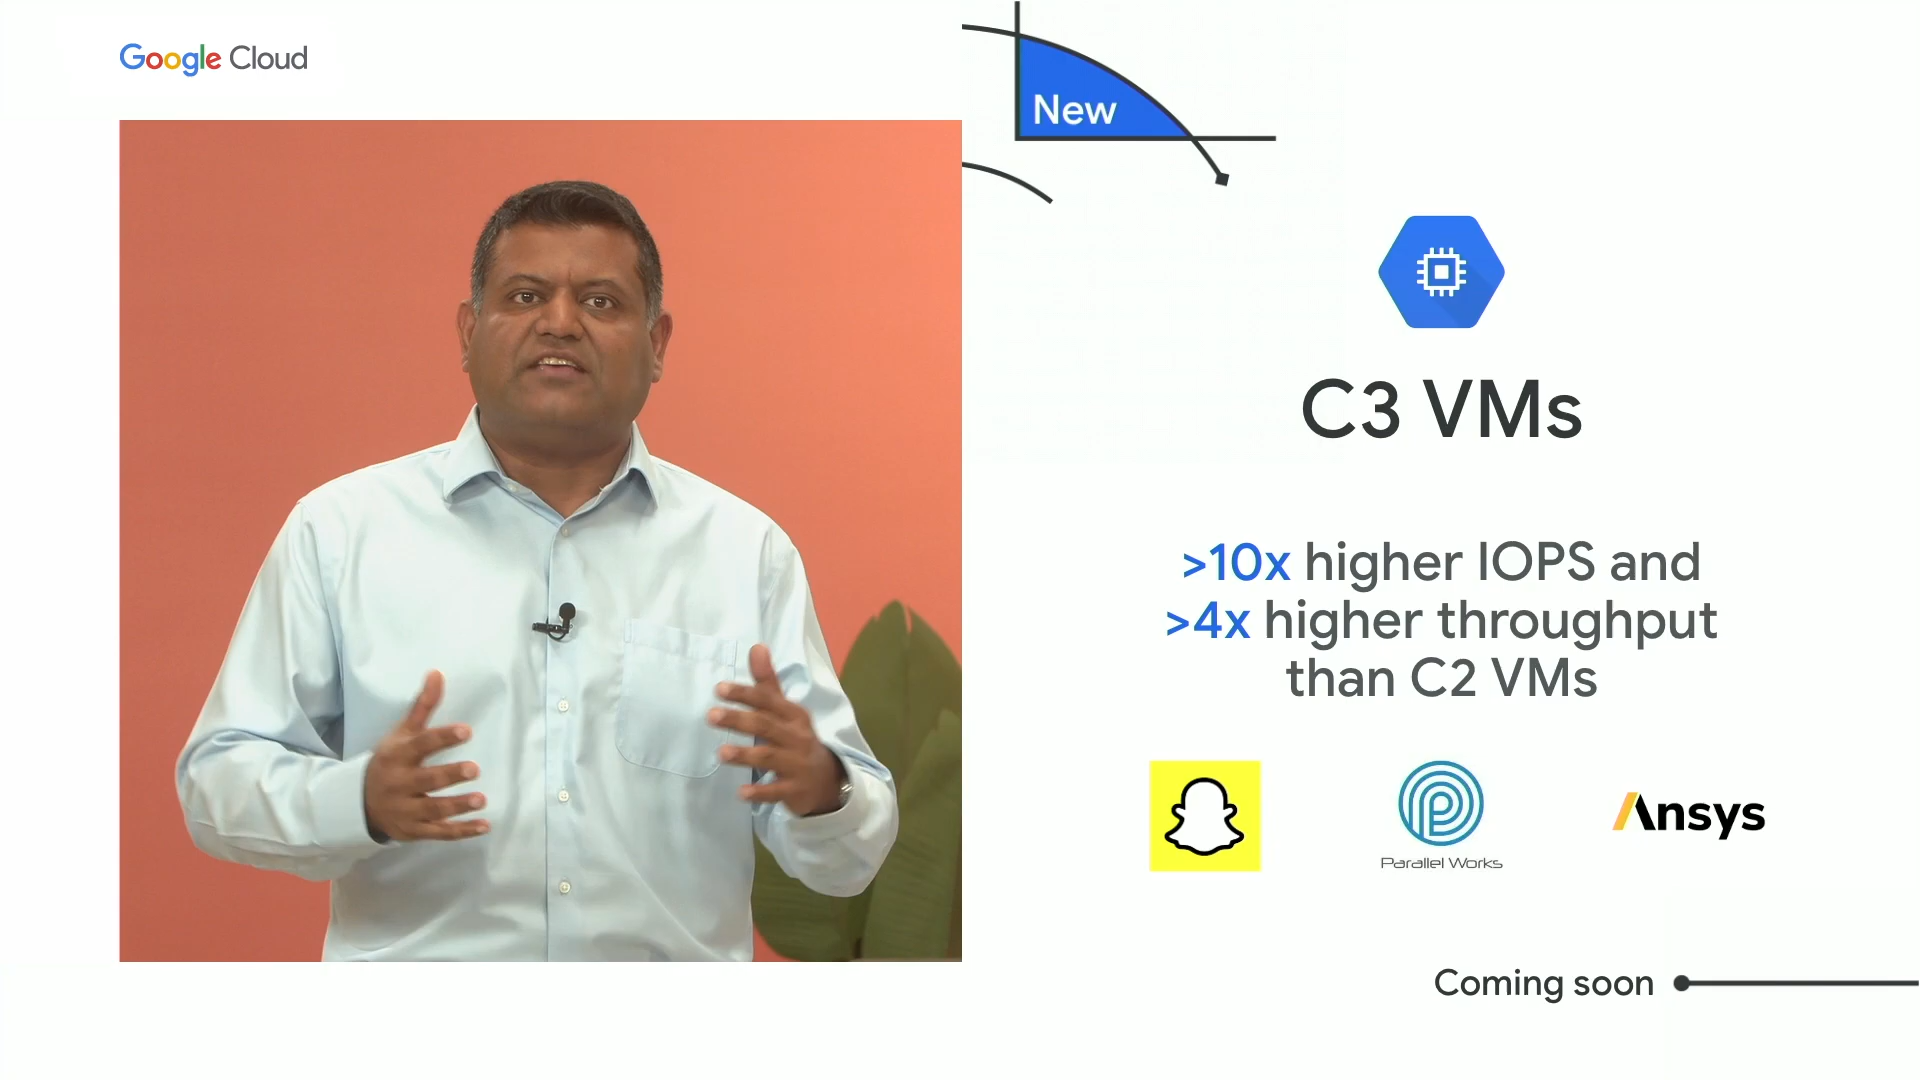 Google Cloud
New
C3 VMs
>10x higher IOPS and
>4x higher throughput
than C2 VMs
Parallel Works
Ansys
Coming soon